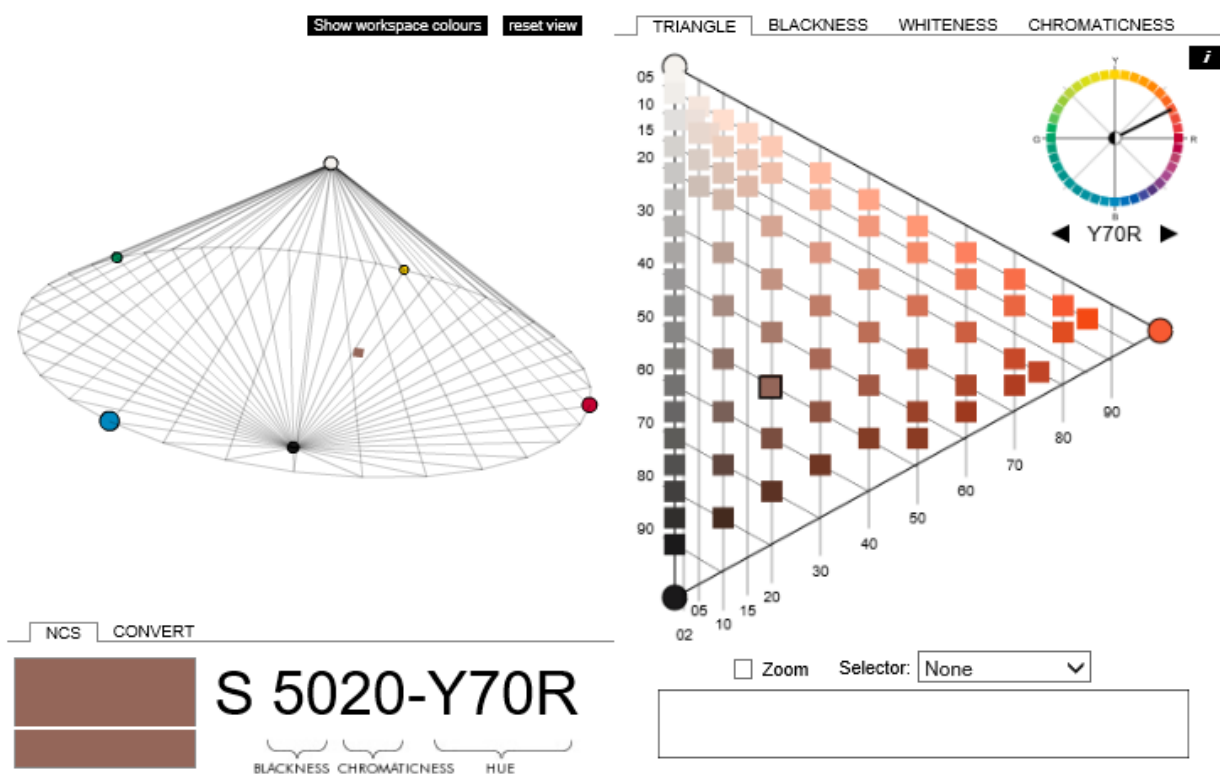 Show workspace colours
reset view
TRIANGLE
BLACKNESS
WHITENESS
CHROMATICNESS
i
Y
R
B
G
Y70R
05
10
15
20
30
40
50
60
70
80
90
02
05
10
15
20
30
40
50
60
70
80
90
NCS
CONVERT
S 5020-Y70R
BLACKNESS
CHROMATICNESS
HUE
Zoom
Selector:
None